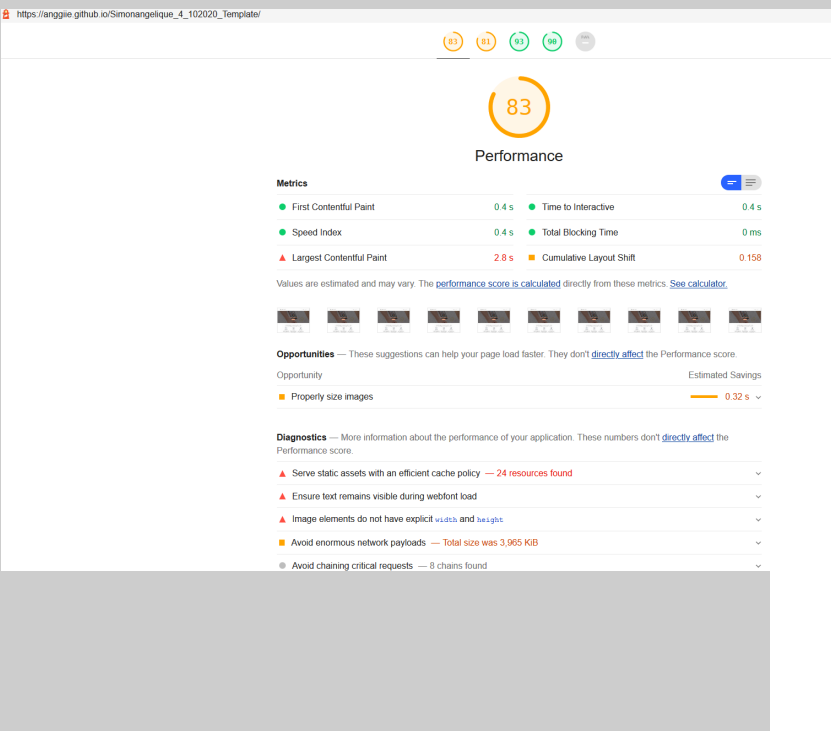 https://anggiie.github.io/Simonangelique_4_102020_Template/
83 81 93 90
83
Performance
Metrics
First Contentful Paint 0.4 s Time to Interactive 0.4 s
Speed Index 0.4 s Total Blocking Time 0 ms
Largest Contentful Paint 2.8 s Cumulative Layout Shift 0.158
Values are estimated and may vary. The performance score is calculated directly from these metrics. See calculator.
Opportunities — These suggestions can help your page load faster. They don't directly affect the Performance score.
Opportunity Estimated Savings
Properly size images 0.32 s
Diagnostics — More information about the performance of your application. These numbers don't directly affect the
Performance score.
Serve static assets with an efficient cache policy — 24 resources found
Ensure text remains visible during webfont load
Image elements do not have explicit width and height
Avoid enormous network payloads — Total size was 3,965 KiB
Avoid chaining critical requests — 8 chains found